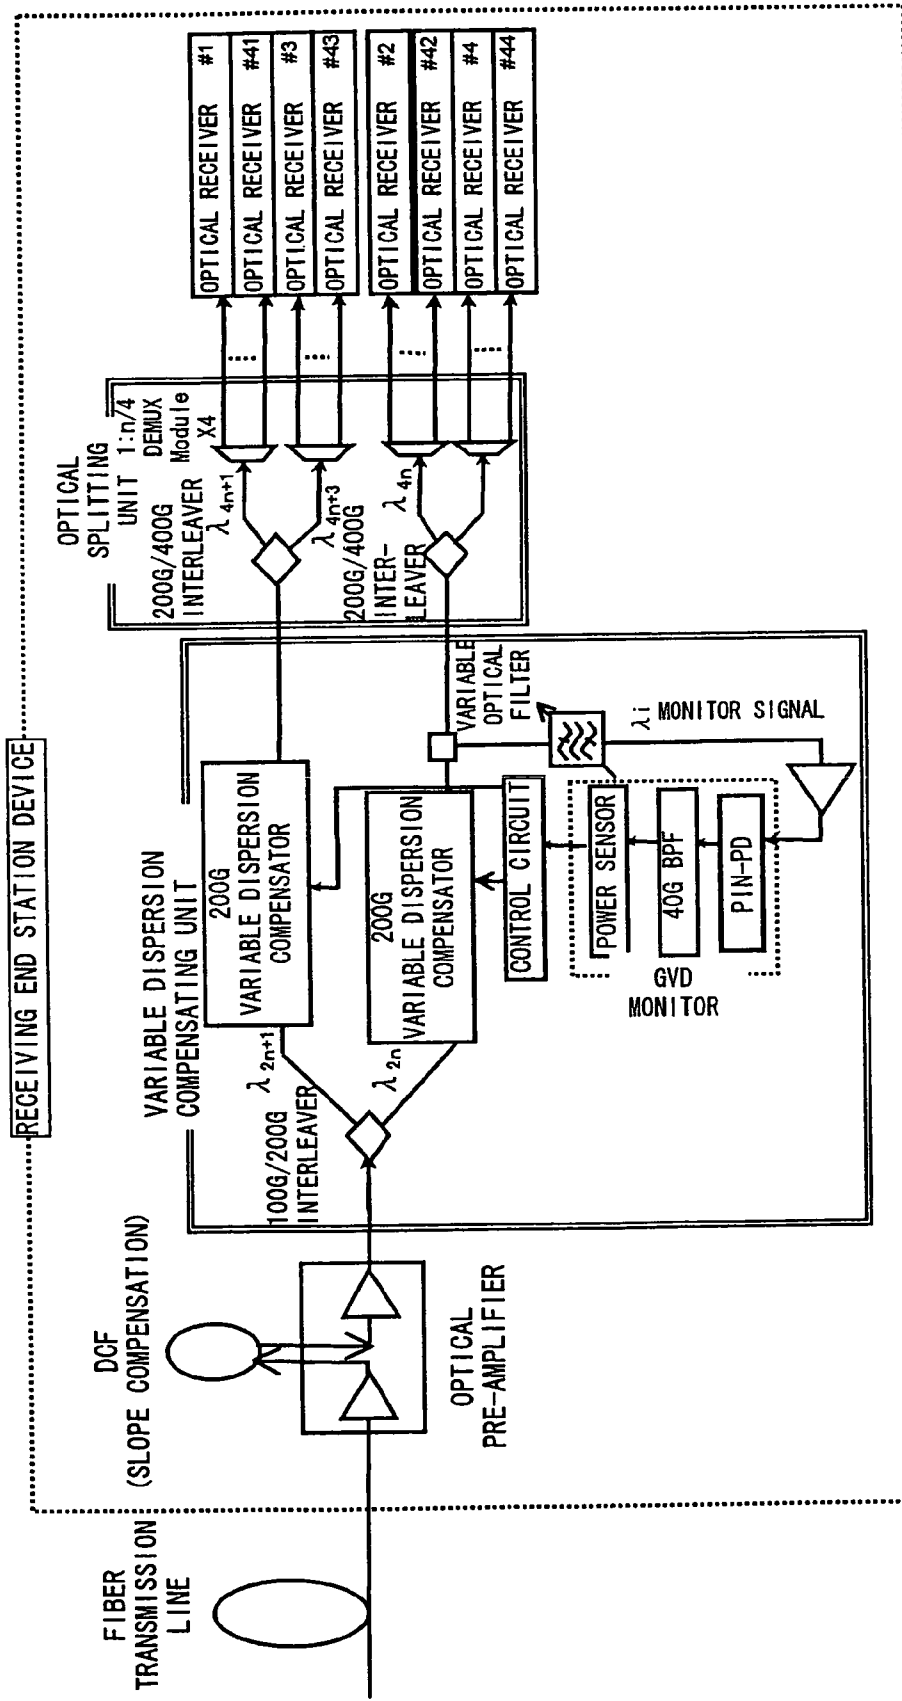 RECEIVING END STATION DEVICE
FIBER
TRANSMISSION
LINE
DCF
(SLOPE COMPENSATION)
OPTICAL
PRE-AMPLIFIER
VARIABLE DISPERSION
COMPENSATING UNIT
100G/200G
INTERLEAVER
λ2n+1
λ2n
200G
VARIABLE DISPERSION
COMPENSATOR
200G
VARIABLE DISPERSION
COMPENSATOR
CONTROL CIRCUIT
POWER SENSOR
40G BPF
PIN-PD
GVD
MONITOR
VARIABLE
OPTICAL
FILTER
λi MONITOR SIGNAL
OPTICAL
SPLITTING
UNIT
1:n/4
DEMUX
Module
X4
200G/400G
INTERLEAVER
λ4n+1
λ4n+3
200G/400G
INTER-
LEAVER
λ4n
OPTICAL RECEIVER #1
OPTICAL RECEIVER #41
OPTICAL RECEIVER #3
OPTICAL RECEIVER #43
OPTICAL RECEIVER #2
OPTICAL RECEIVER #42
OPTICAL RECEIVER #4
OPTICAL RECEIVER #44